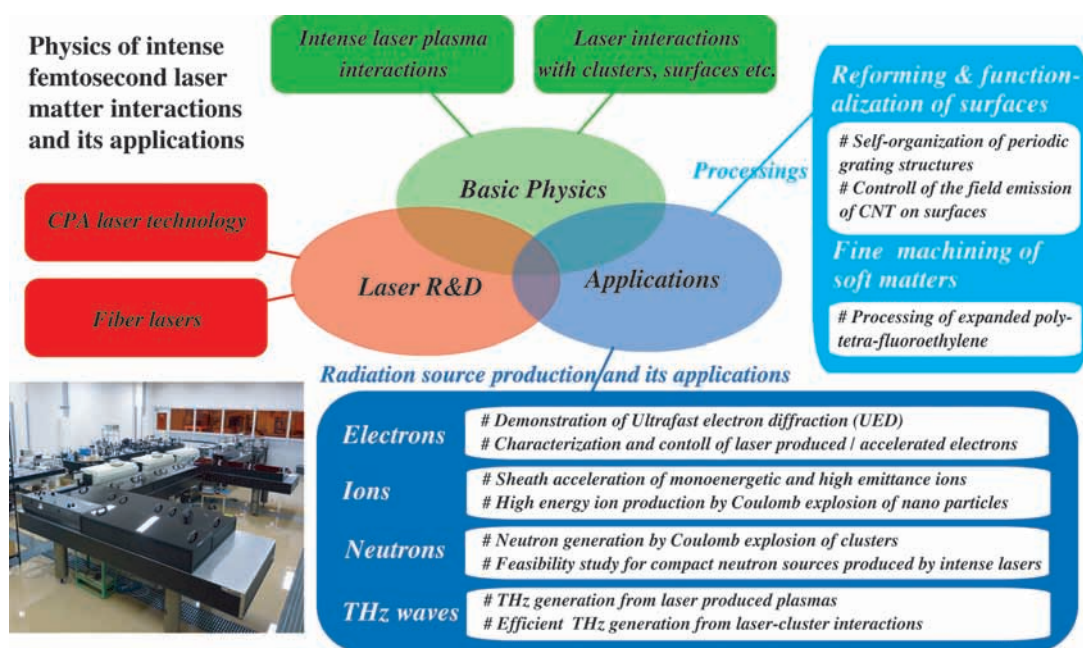 Physics of intense
femtosecond laser
matter interactions
and its applications
Intense laser plasma
interactions
Laser interactions
with clusters, surfaces etc.
CPA laser technology
Fiber lasers
Basic Physics
Laser R&D
Applications
Processings
Reforming & function-
alization of surfaces
# Self-organization of periodic
grating structures
# Controll of the field emission
of CNT on surfaces
Fine machining of
soft matters
# Processing of expanded poly-
tetra-fluoroethylene
Radiation source production and its applications
Electrons
# Demonstration of Ultrafast electron diffraction (UED)
# Characterization and contoll of laser produced / accelerated electrons
Ions
# Sheath acceleration of monoenergetic and high emittance ions
# High energy ion production by Coulomb explosion of nano particles
Neutrons
# Neutron generation by Coulomb explosion of clusters
# Feasibility study for compact neutron sources produced by intense lasers
THz waves
# THz generation from laser produced plasmas
# Efficient THz generation from laser-cluster interactions